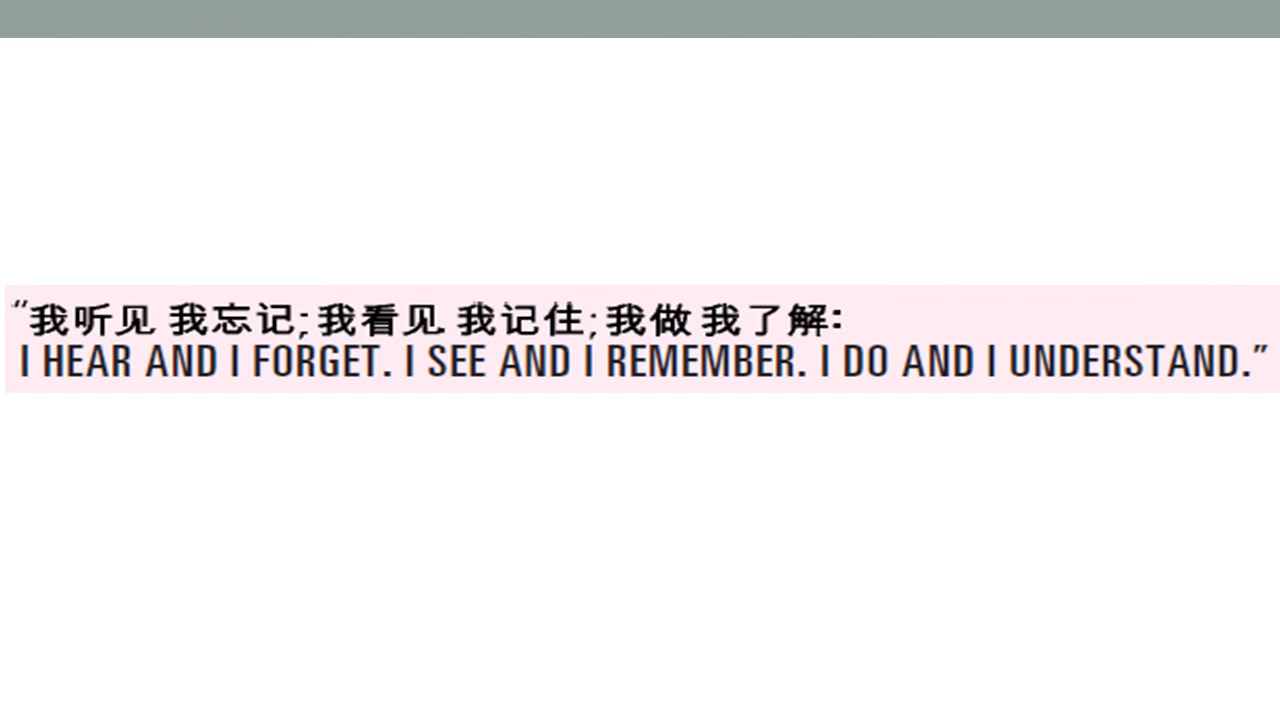 "我听见 我忘记; 我看见 我记住; 我做 我了解:
I HEAR AND I FORGET. I SEE AND I REMEMBER. I DO AND I UNDERSTAND."